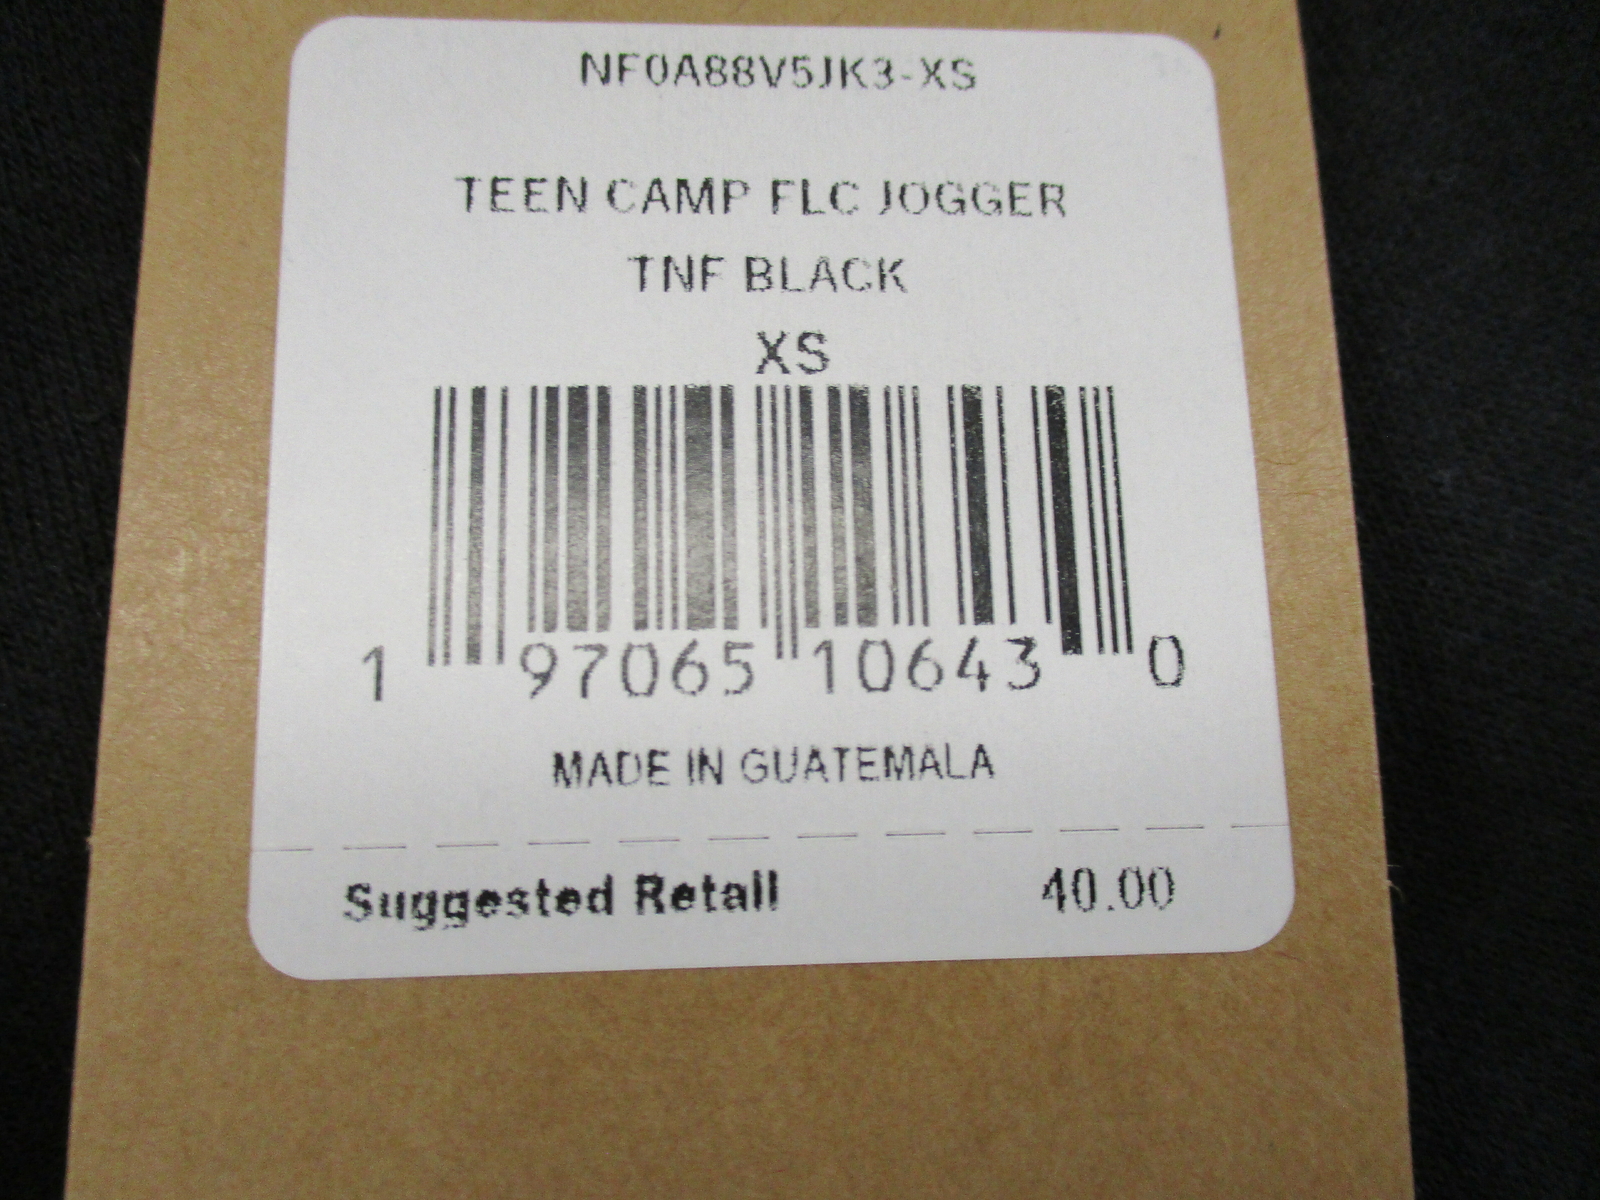 NF0A88V5JK3-XS
TEEN CAMP FLC JOGGER
TNF BLACK
XS
1 97065 10643 0
MADE IN GUATEMALA
Suggested Retail 40.00